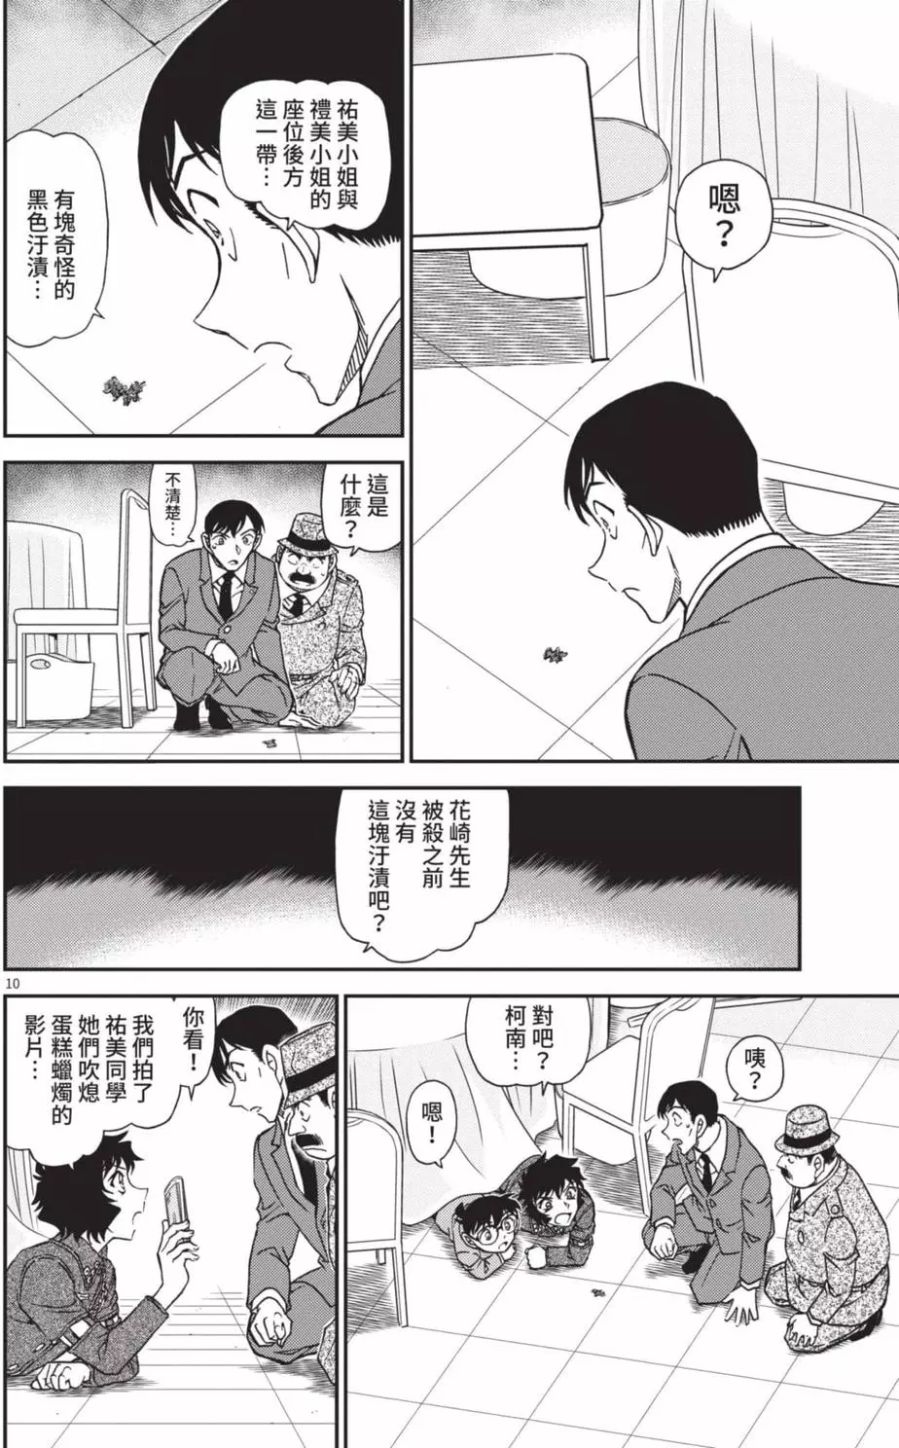 嗯？
祐美小姐與
禮美小姐的
座位後方
這一帶…
有塊奇怪的
黑色汙漬…
這是
什麼？
不清楚…
花崎先生
被殺之前
沒有
這塊汙漬吧？
10
咦？
對吧？
柯南…
嗯！
你看！
我們拍了
祐美同學
她們吹熄
蛋糕蠟燭的
影片…